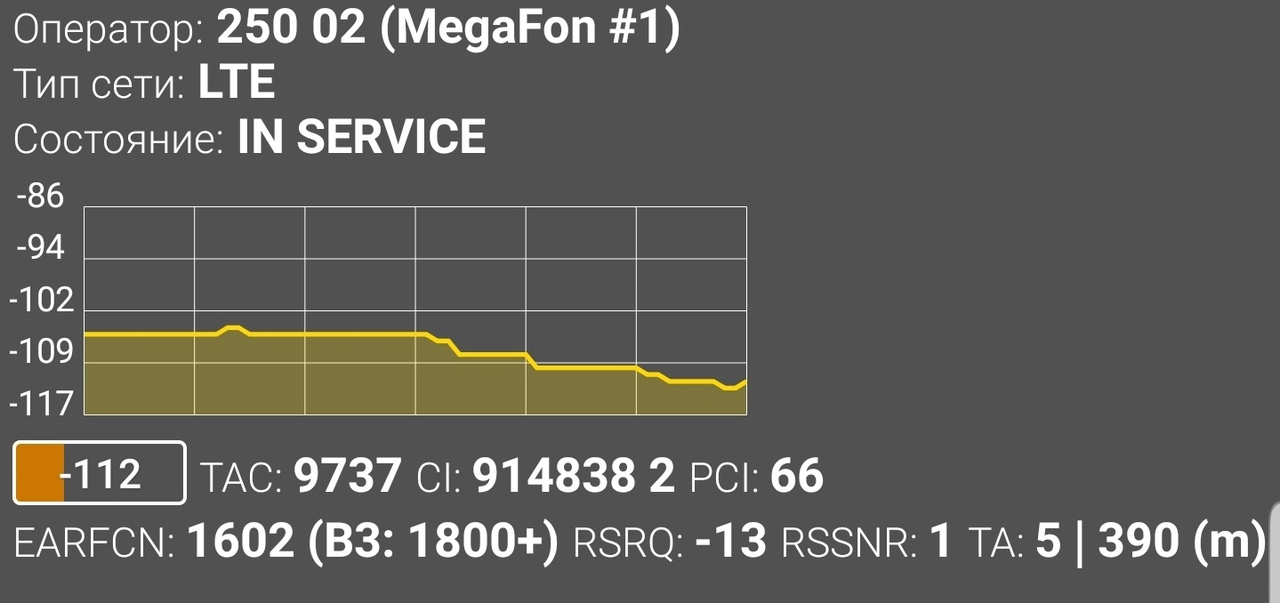 Оператор: 250 02 (MegaFon #1)
Тип сети: LTE
Состояние: IN SERVICE
-86
-94
-102
-109
-117
-112 TAC: 9737 CI: 914838 2 PCI: 66
EARFCN: 1602 (B3: 1800+) RSRQ: -13 RSSNR: 1 TA: 5 | 390 (m)